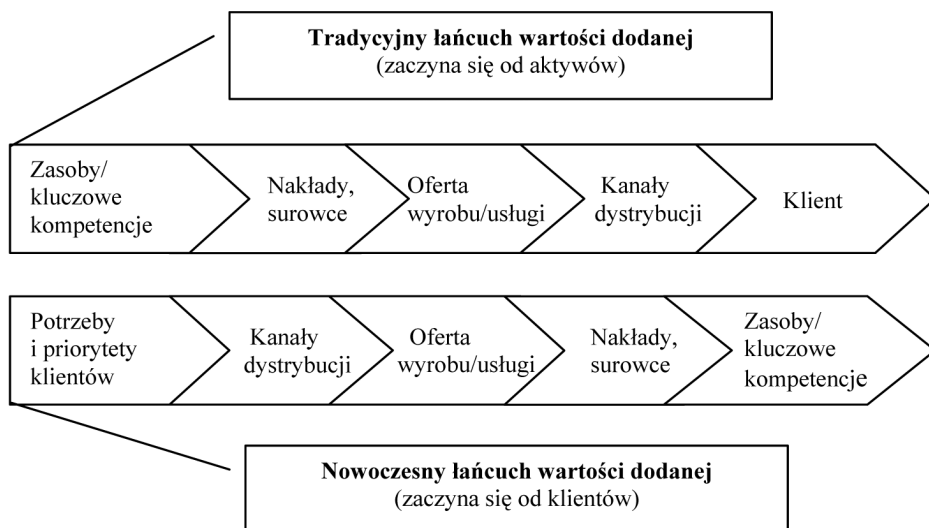 Tradycyjny łańcuch wartości dodanej
(zaczyna się od aktywów)
Zasoby/
kluczowe
kompetencje
Nakłady,
surowce
Oferta
wyrobu/usługi
Kanały
dystrybucji
Klient
Potrzeby
i priorytety
klientów
Kanały
dystrybucji
Oferta
wyrobu/usługi
Nakłady,
surowce
Zasoby/
kluczowe
kompetencje
Nowoczesny łańcuch wartości dodanej
(zaczyna się od klientów)